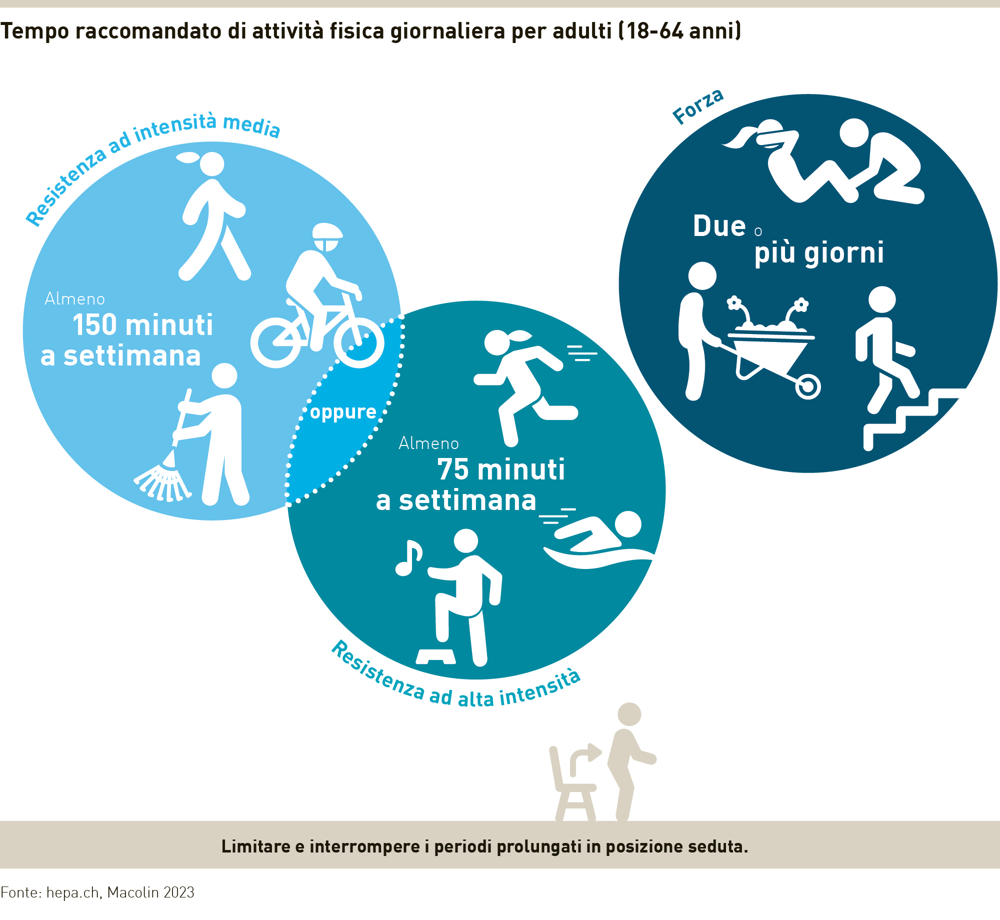 Tempo raccomandato di attività fisica giornaliera per adulti (18-64 anni)
Resistenza ad intensità media
Almeno
150 minuti
a settimana
oppure
Almeno
75 minuti
a settimana
Resistenza ad alta intensità
Forza
Due o
più giorni
Limitare e interrompere i periodi prolungati in posizione seduta.
Fonte: hepa.ch, Macolin 2023